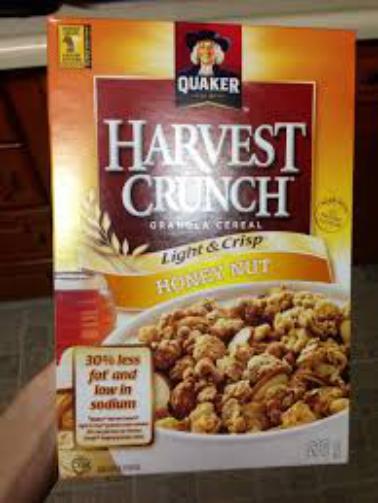 QUAKER
HARVEST
CRUNCH
GRANOLA CEREAL
Light & Crisp
HONEY NUT
30% less
fat and
low in
sodium